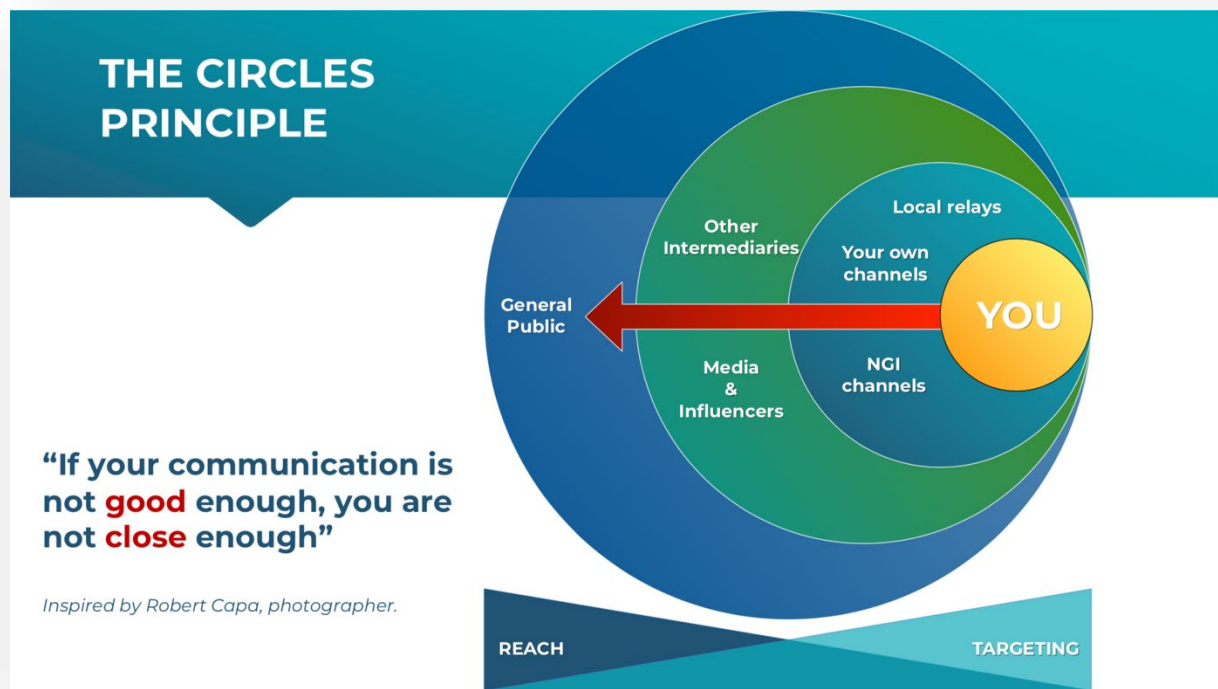 THE CIRCLES
PRINCIPLE
Local relays
Other
Intermediaries
Your own
channels
General
Public
YOU
NGI
channels
Media
&
Influencers
“If your communication is
not good enough, you are
not close enough”
Inspired by Robert Capa, photographer.
REACH
TARGETING